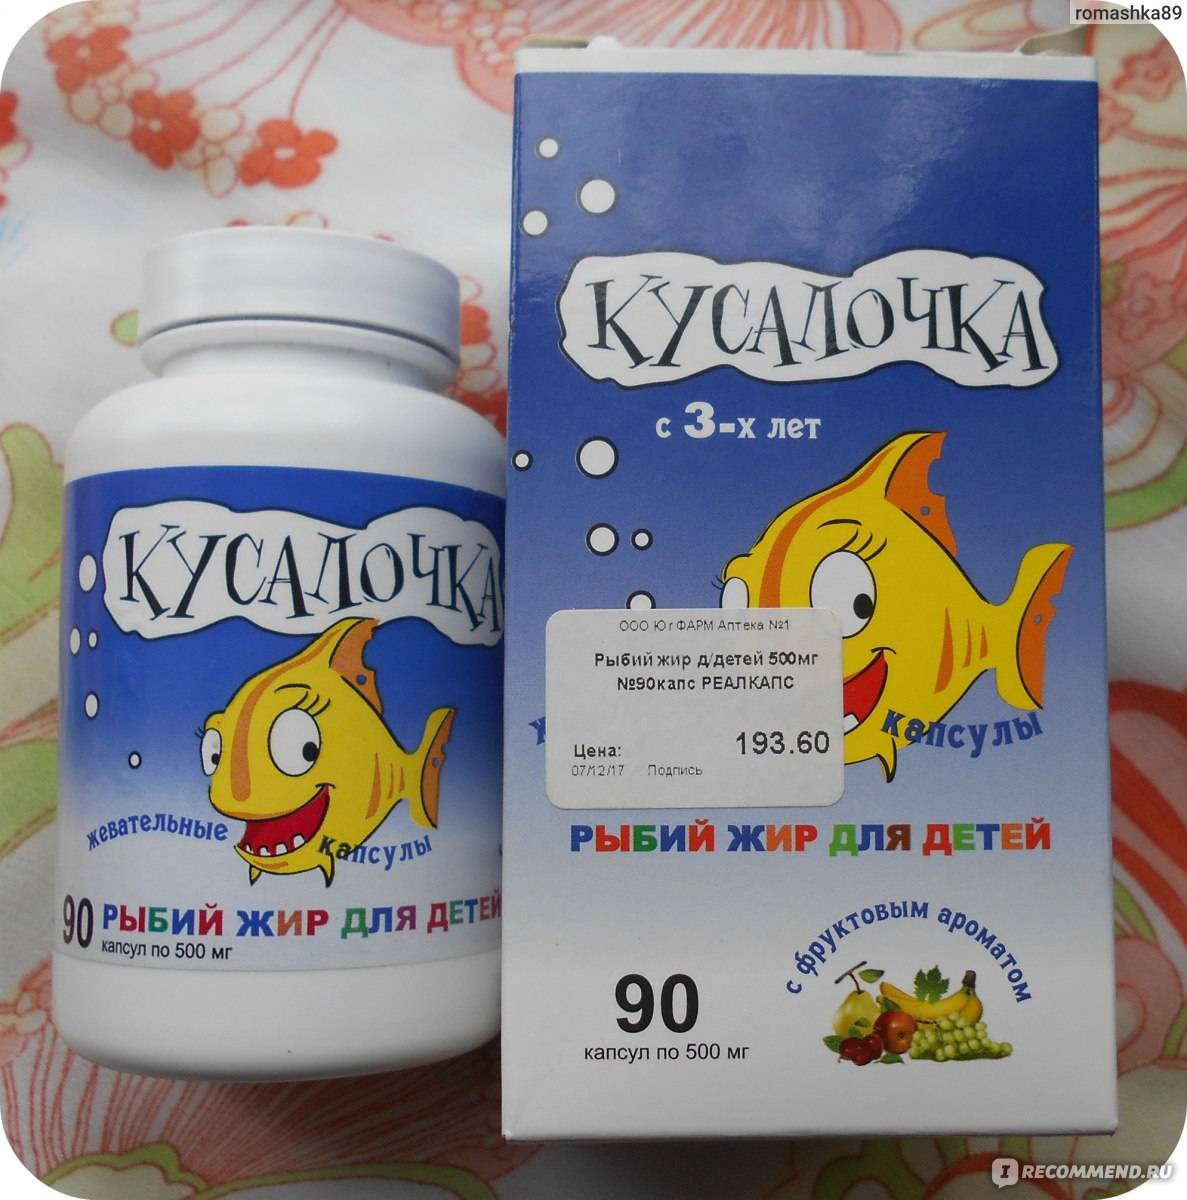 romashka89
КУСАЛОЧКА
жевательные
капсулы
90 РЫБИЙ ЖИР ДЛЯ ДЕТЕЙ
капсул по 500 мг
КУСАЛОЧКА
с 3-х лет
ООО ЮгФАРМ Аптека №1
Рыбий жир д/детей 500мг
№90капс РЕАЛКАПС
Цена: 193.60
07/12/17 Подпись
капсулы
РЫБИЙ ЖИР ДЛЯ ДЕТЕЙ
с фруктовым ароматом
90
капсул по 500 мг
IRECOMMEND.RU